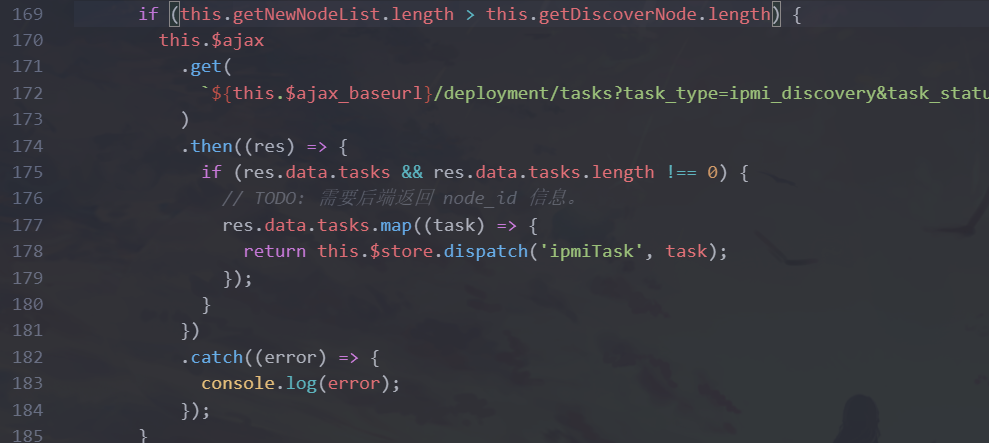 169 if (this.getNewNodeList.length > this.getDiscoverNode.length) {
170 this.$ajax
171 .get(
172 `${this.$ajax_baseurl}/deployment/tasks?task_type=ipmi_discovery&task_statu
173 )
174 .then((res) => {
175 if (res.data.tasks && res.data.tasks.length !== 0) {
176 // TODO: 需要后端返回 node_id 信息。
177 res.data.tasks.map((task) => {
178 return this.$store.dispatch('ipmiTask', task);
179 });
180 }
181 })
182 .catch((error) => {
183 console.log(error);
184 });
185 }